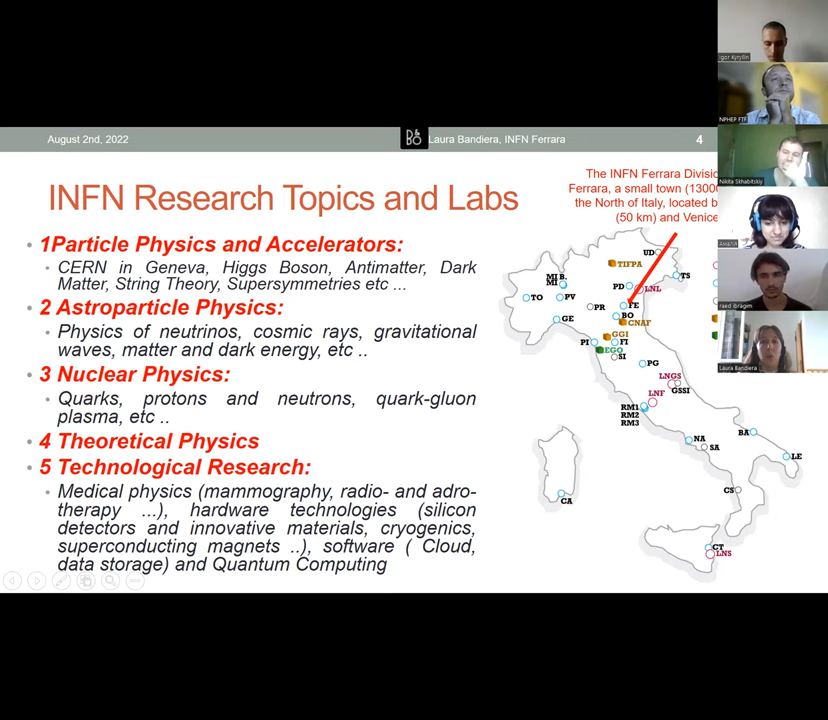 August 2nd, 2022
Laura Bandiera, INFN Ferrara
4
INFN Research Topics and Labs
The INFN Ferrara Divisio
Ferrara, a small town (13000
the North of Italy, located b
(50 km) and Venice
1Particle Physics and Accelerators:
CERN in Geneva, Higgs Boson, Antimatter, Dark
Matter, String Theory, Supersymmetries etc ...
2 Astroparticle Physics:
Physics of neutrinos, cosmic rays, gravitational
waves, matter and dark energy, etc ..
3 Nuclear Physics:
Quarks, protons and neutrons, quark-gluon
plasma, etc ..
4 Theoretical Physics
5 Technological Research:
Medical physics (mammography, radio- and adro-
therapy ...), hardware technologies (silicon
detectors and innovative materials, cryogenics,
superconducting magnets ..), software ( Cloud,
data storage) and Quantum Computing
UD
TIFPA
TS
MI B.
MI
PD
LNL
TO
PV
PR
FE
GE
BO
CNAF
GGI
PI
FI
EGO
SI
PG
LNGS
GSSI
LNF
RM1
RM2
RM3
NA
SA
BA
LE
CS
CA
CT
LNS
Igor Kyryllin
NPHEP FTF
Nikita Skhabitskiy
raed ibragim
Laura Bandiera